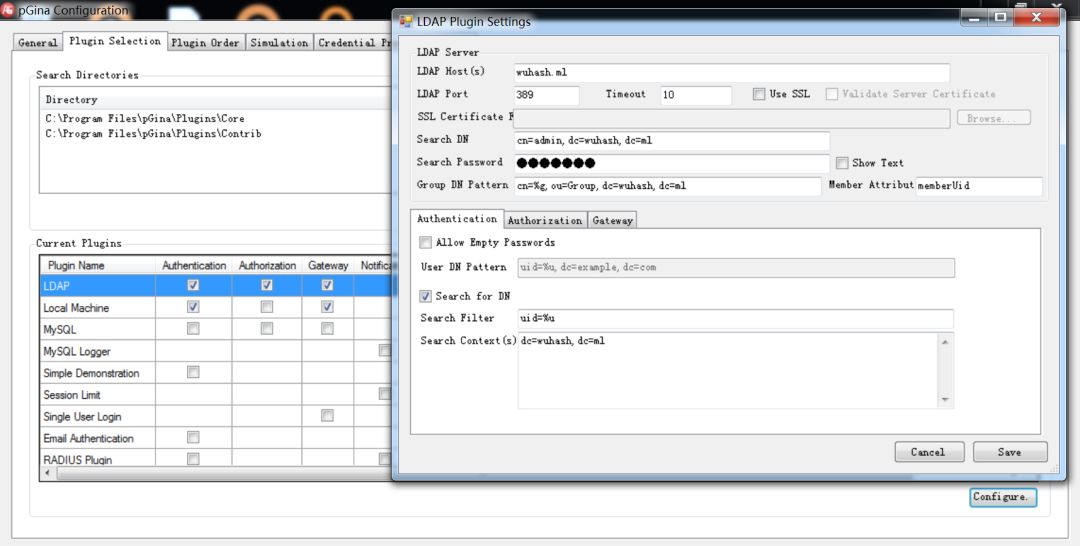 pGina Configuration
General Plugin Selection Plugin Order Simulation Credential Pr
Search Directories
Directory
C:\Program Files\pGina\Plugins\Core
C:\Program Files\pGina\Plugins\Contrib
Current Plugins
Plugin Name Authentication Authorization Gateway Notifica
LDAP
Local Machine
MySQL
MySQL Logger
Simple Demonstration
Session Limit
Single User Login
Email Authentication
RADIUS Plugin
Configure.
LDAP Plugin Settings
LDAP Server
LDAP Host(s) wuhash.ml
LDAP Port 389 Timeout 10 Use SSL Validate Server Certificate
SSL Certificate F Browse...
Search DN cn=admin, dc=wuhash, dc=ml
Search Password ●●●●●●● Show Text
Group DN Pattern cn=%g, ou=Group, dc=wuhash, dc=ml Member Attribut memberUid
Authentication Authorization Gateway
Allow Empty Passwords
User DN Pattern uid=%u, dc=example, dc=com
Search for DN
Search Filter uid=%u
Search Context(s) dc=wuhash, dc=ml
Cancel Save